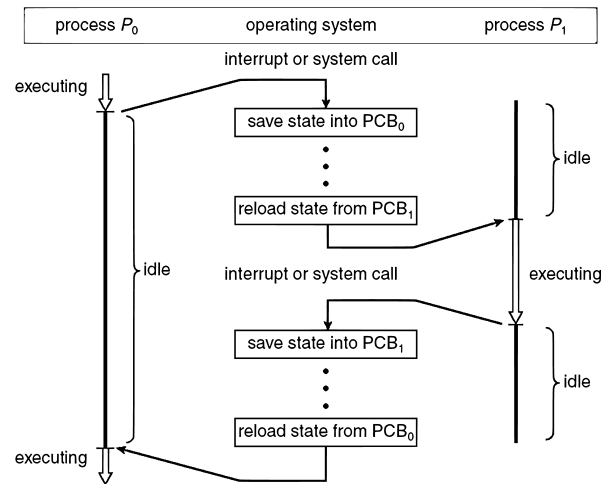 process P₀ operating system process P₁
interrupt or system call
executing
save state into PCB₀
idle
reload state from PCB₁
idle
interrupt or system call
executing
save state into PCB₁
idle
reload state from PCB₀
executing